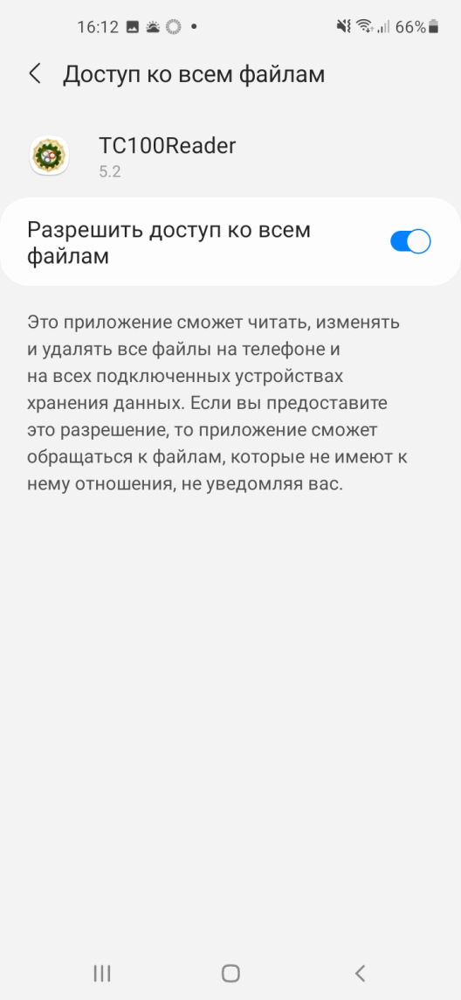 16:12
66%
Доступ ко всем файлам
TC100Reader
5.2
Разрешить доступ ко всем
файлам
Это приложение сможет читать, изменять
и удалять все файлы на телефоне и
на всех подключенных устройствах
хранения данных. Если вы предоставите
это разрешение, то приложение сможет
обращаться к файлам, которые не имеют к
нему отношения, не уведомляя вас.